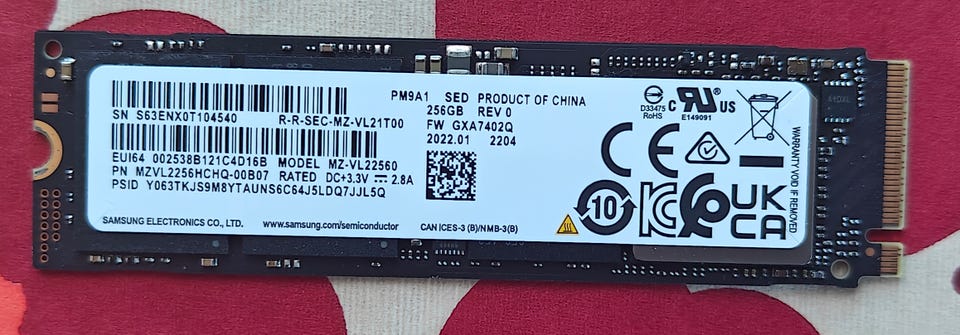 PM9A1 SED PRODUCT OF CHINA
SN S63ENX0T104540 R-R-SEC-MZ-VL21T00
256GB REV 0
FW GXA7402Q
2022.01 2204
EUI64 002538B121C4D16B MODEL MZ-VL22560
PN MZVL2256HCHQ-00B07 RATED DC+3.3V ⎓ 2.8A
PSID Y063TKJS9M8YTAUNS6C64J5LDQ7JJL5Q
SAMSUNG ELECTRONICS CO., LTD. www.samsung.com/semiconductor CAN ICES-3 (B)/NMB-3(B)
D33475
RoHS
C RU® US
E149091
CE
10
KC
UK
CA
WARRANTY VOID IF REMOVED